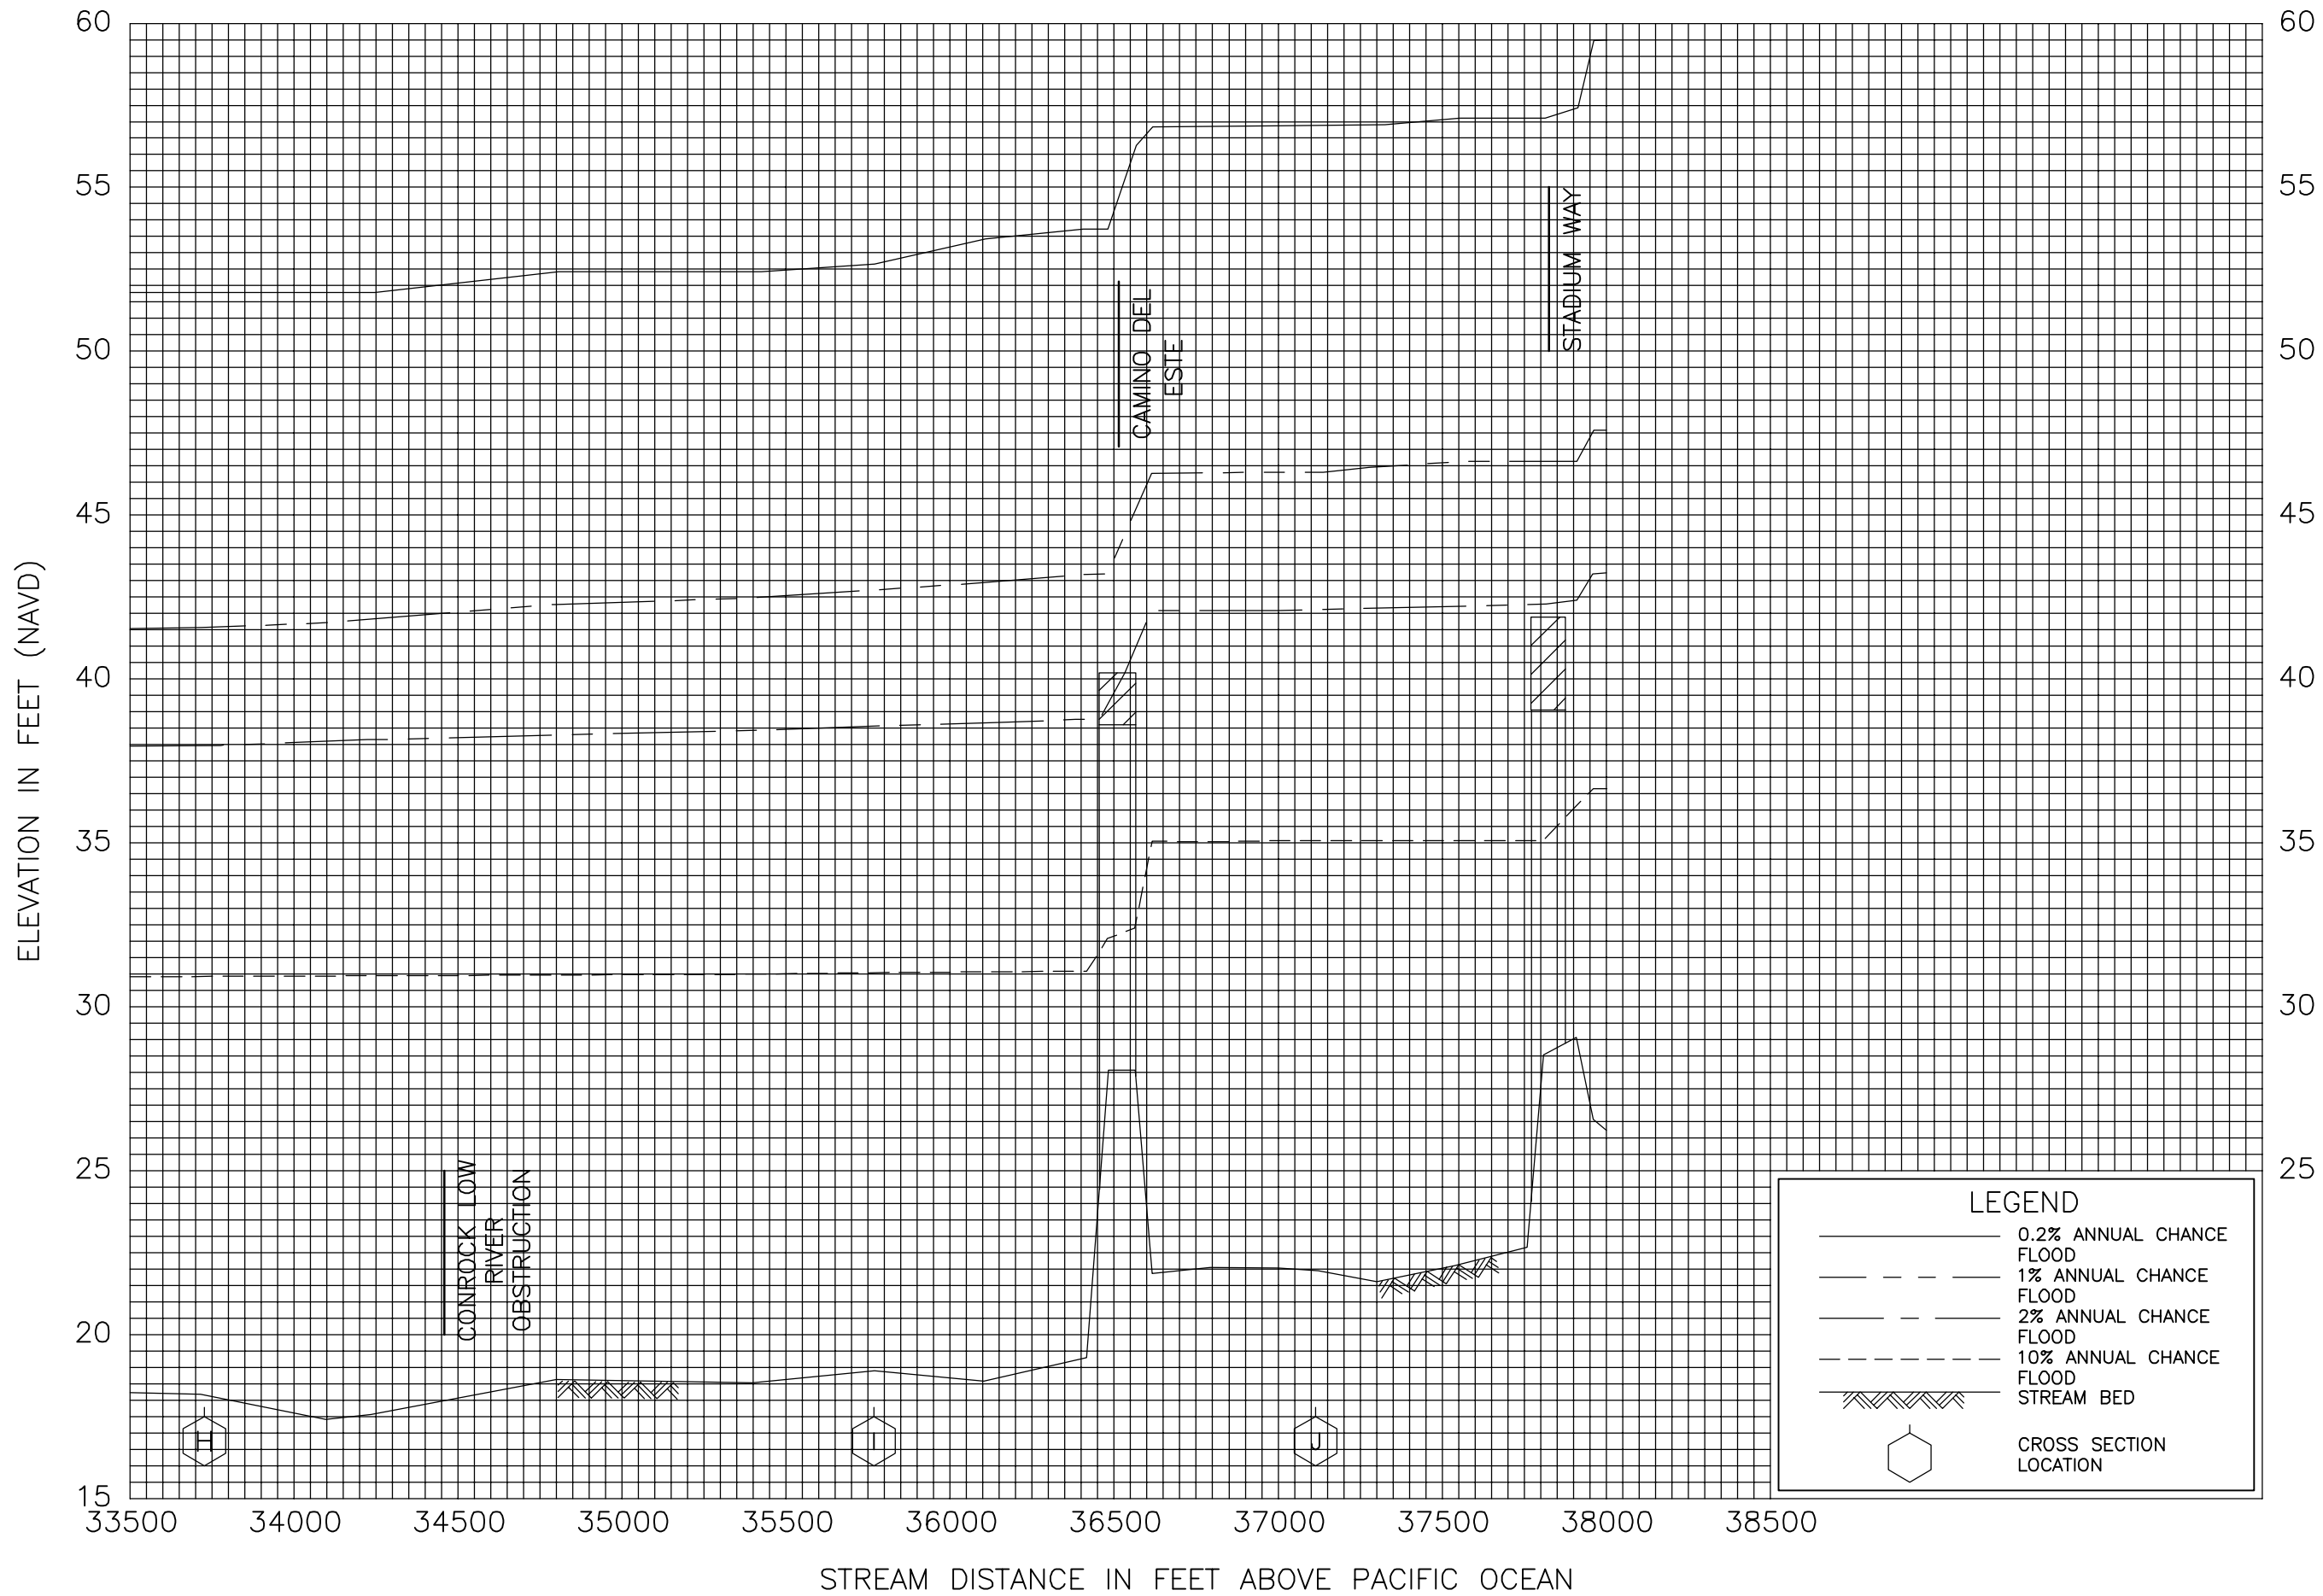 60
55
50
45
40
35
30
25
20
15
ELEVATION IN FEET (NAVD)
60
55
50
45
40
35
30
25
STADIUM WAY
CAMINO DEL
ESTE
CONROCK LOW
RIVER
OBSTRUCTION
H
I
J
33500 34000 34500 35000 35500 36000 36500 37000 37500 38000 38500
STREAM DISTANCE IN FEET ABOVE PACIFIC OCEAN
LEGEND
0.2% ANNUAL CHANCE
FLOOD
1% ANNUAL CHANCE
FLOOD
2% ANNUAL CHANCE
FLOOD
10% ANNUAL CHANCE
FLOOD
STREAM BED
CROSS SECTION
LOCATION